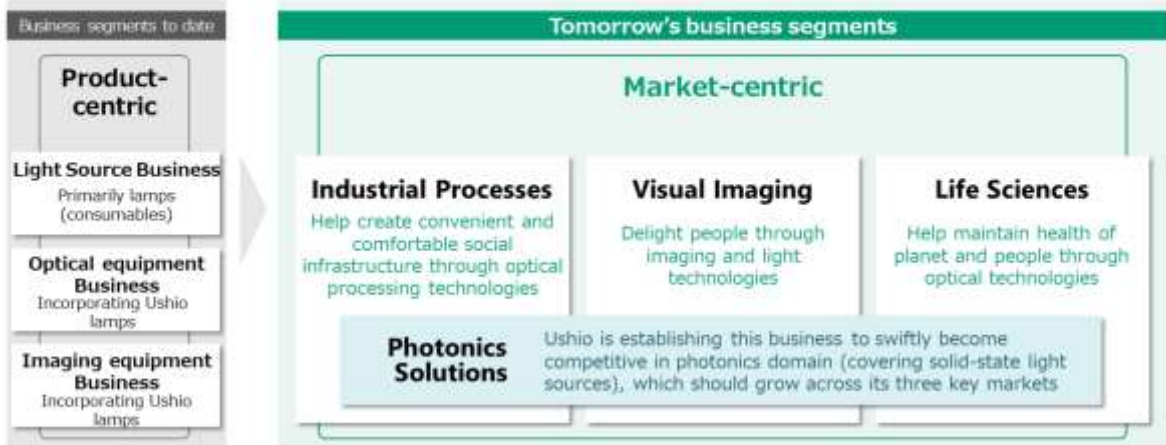 Business segments to date
Product-
centric
Light Source Business
Primarily lamps
(consumables)
Optical equipment
Business
Incorporating Ushio
lamps
Imaging equipment
Business
Incorporating Ushio
lamps
Tomorrow's business segments
Market-centric
Industrial Processes
Help create convenient and
comfortable social
infrastructure through optical
processing technologies
Visual Imaging
Delight people through
imaging and light
technologies
Life Sciences
Help maintain health of
planet and people through
optical technologies
Photonics
Solutions
Ushio is establishing this business to swiftly become
competitive in photonics domain (covering solid-state light
sources), which should grow across its three key markets